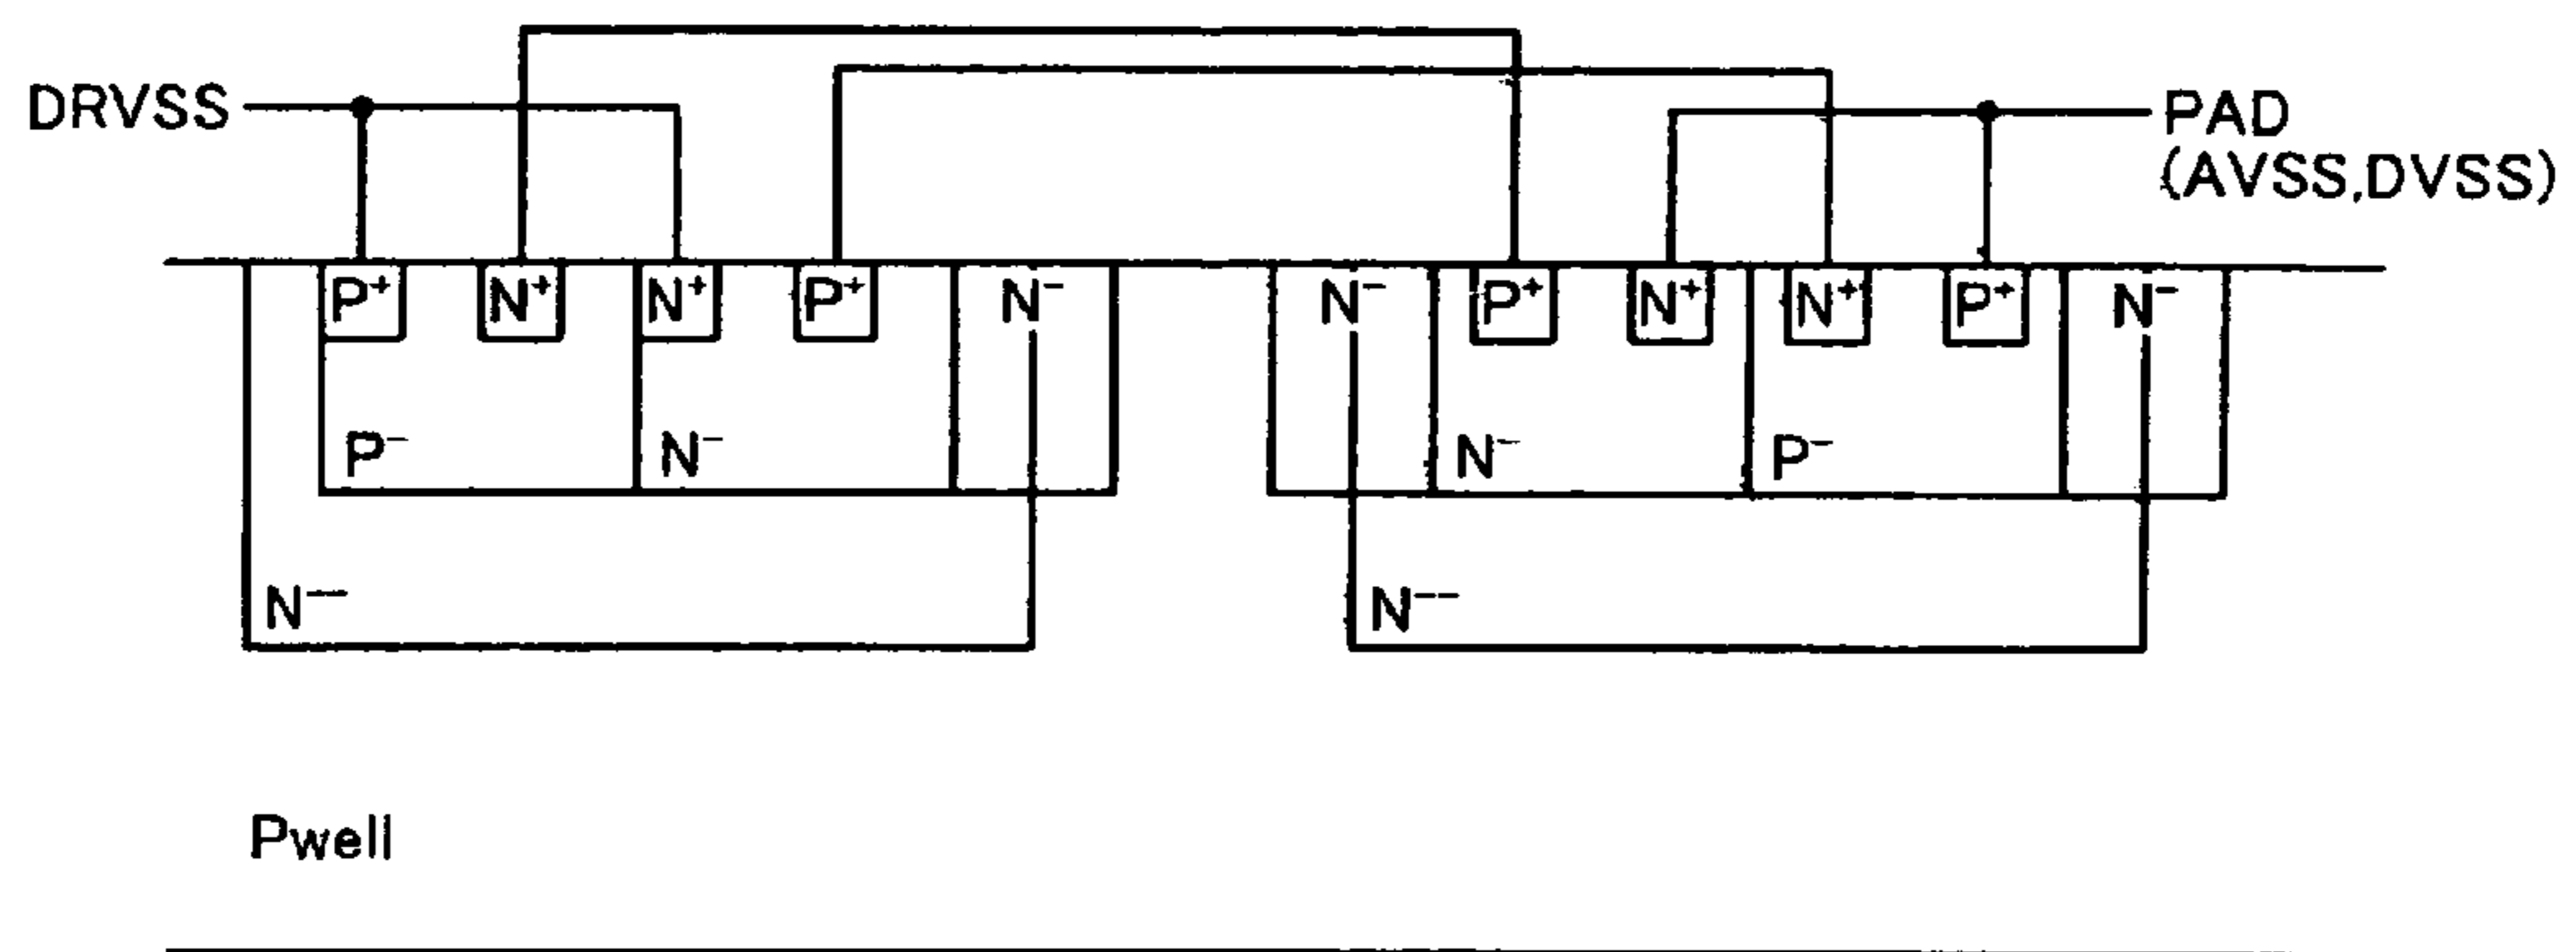 DRVSS
PAD
(AVSS,DVSS)
P⁺ N⁺ N⁺ P⁺ N⁻ N⁻ P⁺ N⁺ N⁺ P⁺ N⁻
P⁻ N⁻ N⁻ P⁻
N⁻⁻ N⁻⁻
Pwell